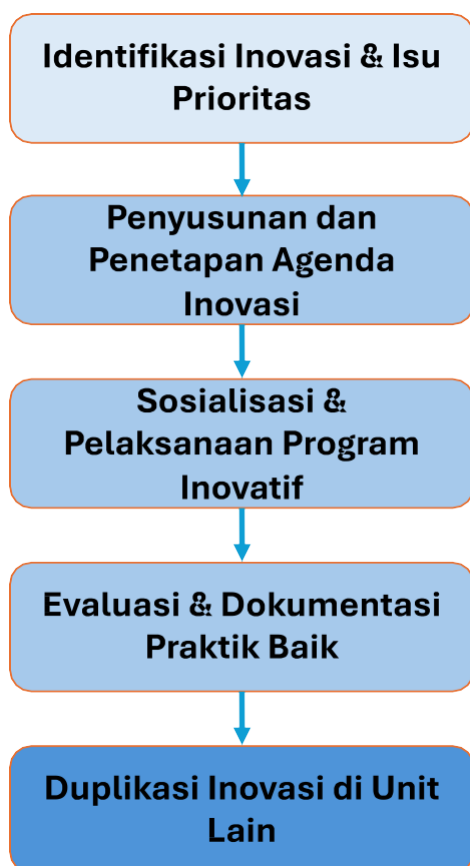 Identifikasi Inovasi & Isu
Prioritas
Penyusunan dan
Penetapan Agenda
Inovasi
Sosialisasi &
Pelaksanaan Program
Inovatif
Evaluasi & Dokumentasi
Praktik Baik
Duplikasi Inovasi di Unit
Lain